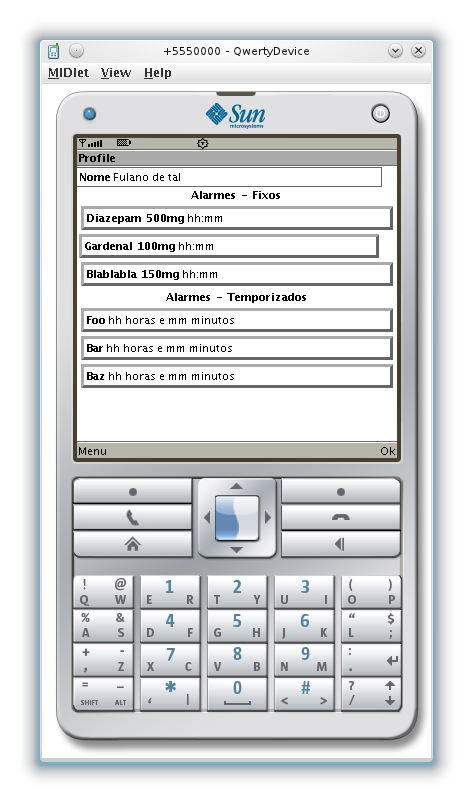 +5550000 - QwertyDevice
MIDlet View Help
Sun
microsystems
Profile
Nome Fulano de tal
Alarmes - Fixos
Diazepam 500mg hh:mm
Gardenal 100mg hh:mm
Blablabla 150mg hh:mm
Alarmes - Temporizados
Foo hh horas e mm minutos
Bar hh horas e mm minutos
Baz hh horas e mm minutos
Menu Ok
! @ 1 2 3 ( )
Q W E R T Y U I O P
% & 4 5 6 " $
A S D F G H J K L ;
+ - 7 8 9 :
, Z X C V B N M .
= – * 0 # ?
SHIFT ALT ‘ | < > /